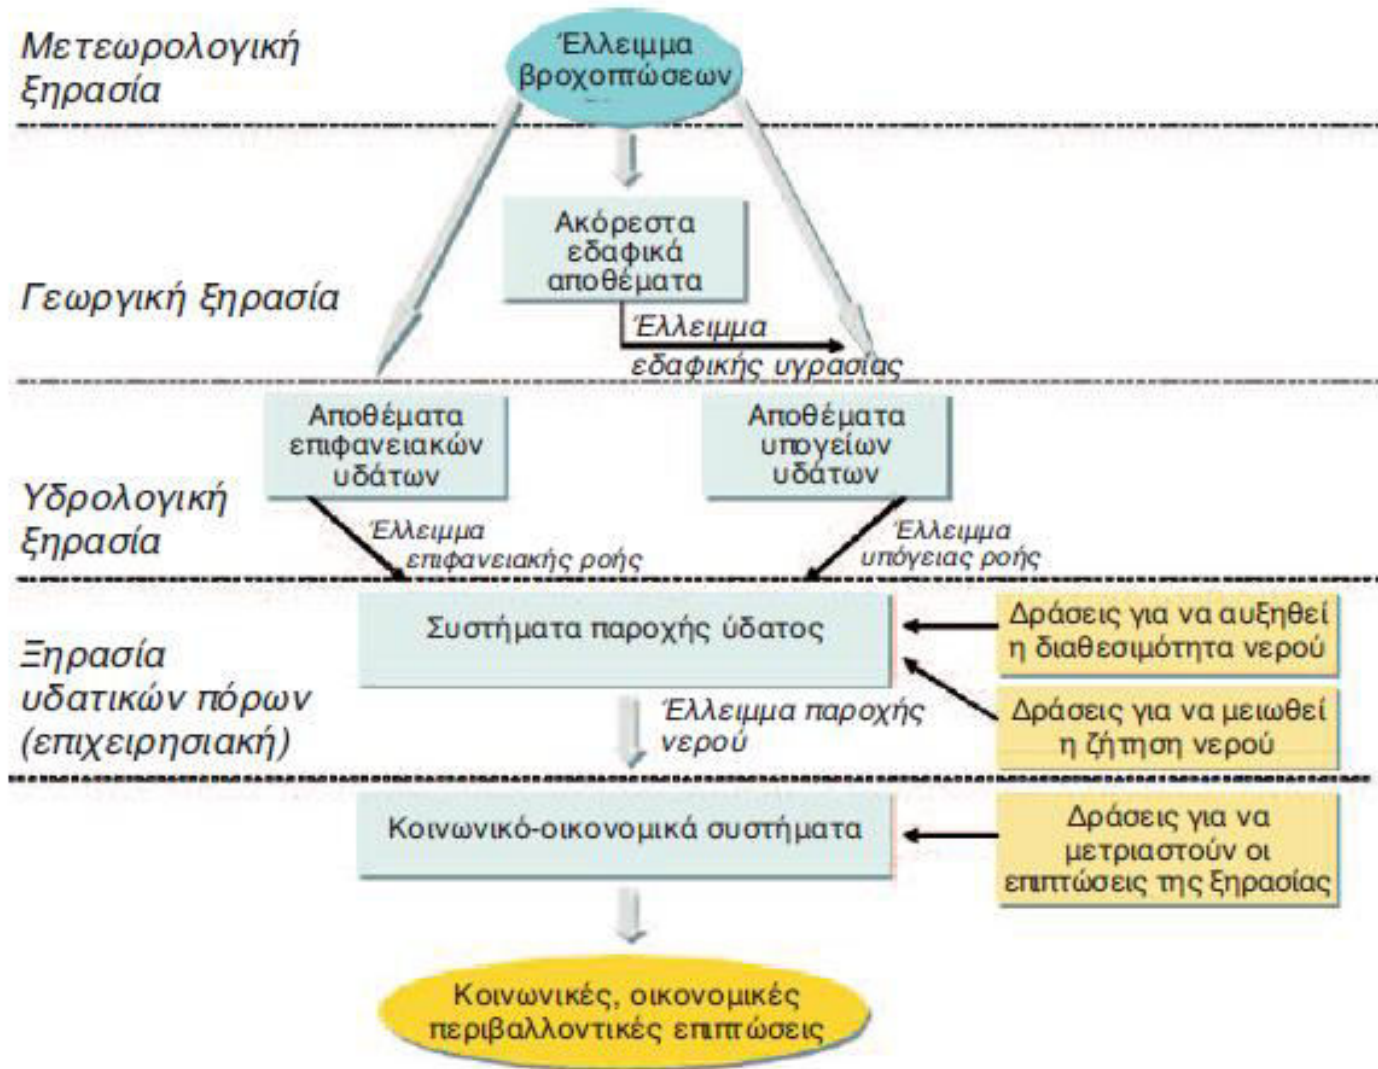 Μετεωρολογική
ξηρασία
Έλλειμμα
βροχοπτώσεων
Ακόρεστα
εδαφικά
αποθέματα
Γεωργική ξηρασία
Έλλειμμα
εδαφικής υγρασίας
Αποθέματα
επιφανειακών
υδάτων
Αποθέματα
υπογείων
υδάτων
Υδρολογική
ξηρασία
Έλλειμμα
επιφανειακής ροής
Έλλειμμα
υπόγειας ροής
Συστήματα παροχής ύδατος
Δράσεις για να αυξηθεί
η διαθεσιμότητα νερού
Ξηρασία
υδατικών πόρων
(επιχειρησιακή)
Έλλειμμα παροχής
νερού
Δράσεις για να μειωθεί
η ζήτηση νερού
Κοινωνικό-οικονομικά συστήματα
Δράσεις για να
μετριαστούν οι
επιπτώσεις της ξηρασίας
Κοινωνικές, οικονομικές
περιβαλλοντικές επιπτώσεις